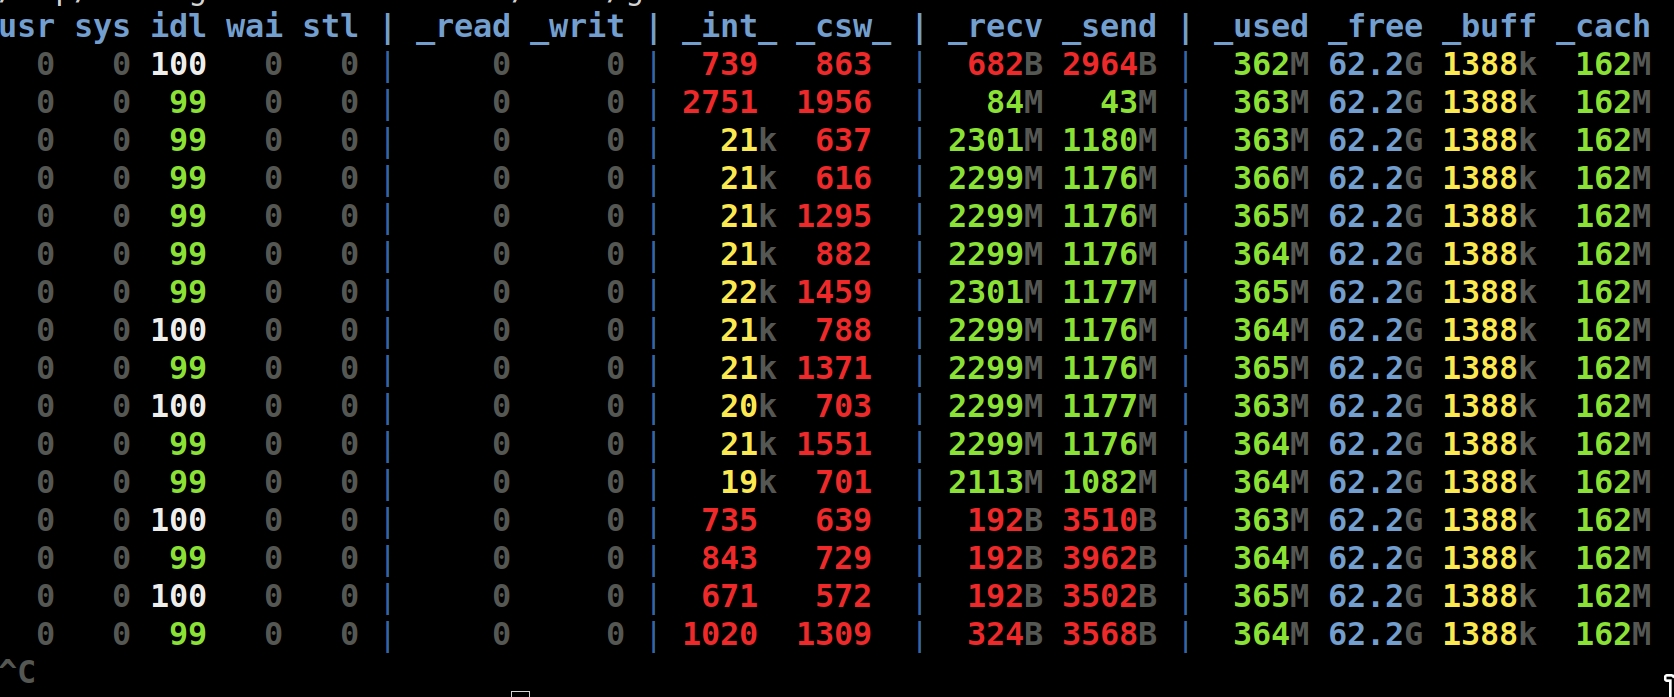 usr sys idl wai stl | _read _writ | _int_ _csw_ | _recv _send | _used _free _buff _cach
0 0 100 0 0 | 0 0 | 739 863 | 682B 2964B | 362M 62.2G 1388k 162M
0 0 99 0 0 | 0 0 | 2751 1956 | 84M 43M | 363M 62.2G 1388k 162M
0 0 99 0 0 | 0 0 | 21k 637 | 2301M 1180M | 363M 62.2G 1388k 162M
0 0 99 0 0 | 0 0 | 21k 616 | 2299M 1176M | 366M 62.2G 1388k 162M
0 0 99 0 0 | 0 0 | 21k 1295 | 2299M 1176M | 365M 62.2G 1388k 162M
0 0 99 0 0 | 0 0 | 21k 882 | 2299M 1176M | 364M 62.2G 1388k 162M
0 0 99 0 0 | 0 0 | 22k 1459 | 2301M 1177M | 365M 62.2G 1388k 162M
0 0 100 0 0 | 0 0 | 21k 788 | 2299M 1176M | 364M 62.2G 1388k 162M
0 0 99 0 0 | 0 0 | 21k 1371 | 2299M 1176M | 365M 62.2G 1388k 162M
0 0 100 0 0 | 0 0 | 20k 703 | 2299M 1177M | 363M 62.2G 1388k 162M
0 0 99 0 0 | 0 0 | 21k 1551 | 2299M 1176M | 364M 62.2G 1388k 162M
0 0 99 0 0 | 0 0 | 19k 701 | 2113M 1082M | 364M 62.2G 1388k 162M
0 0 100 0 0 | 0 0 | 735 639 | 192B 3510B | 363M 62.2G 1388k 162M
0 0 99 0 0 | 0 0 | 843 729 | 192B 3962B | 364M 62.2G 1388k 162M
0 0 100 0 0 | 0 0 | 671 572 | 192B 3502B | 365M 62.2G 1388k 162M
0 0 99 0 0 | 0 0 | 1020 1309 | 324B 3568B | 364M 62.2G 1388k 162M
^C